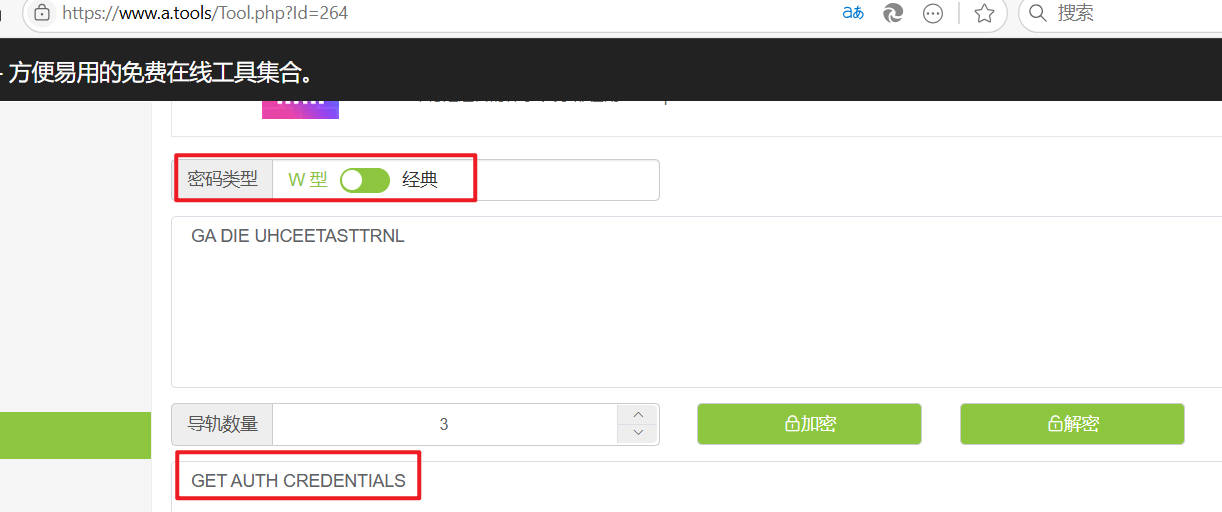 https://www.a.tools/Tool.php?Id=264
aあ
搜索
方便易用的免费在线工具集合。
密码类型 W 型 经典
GA DIE UHCEETASTTRNL
导轨数量 3 加密 解密
GET AUTH CREDENTIALS